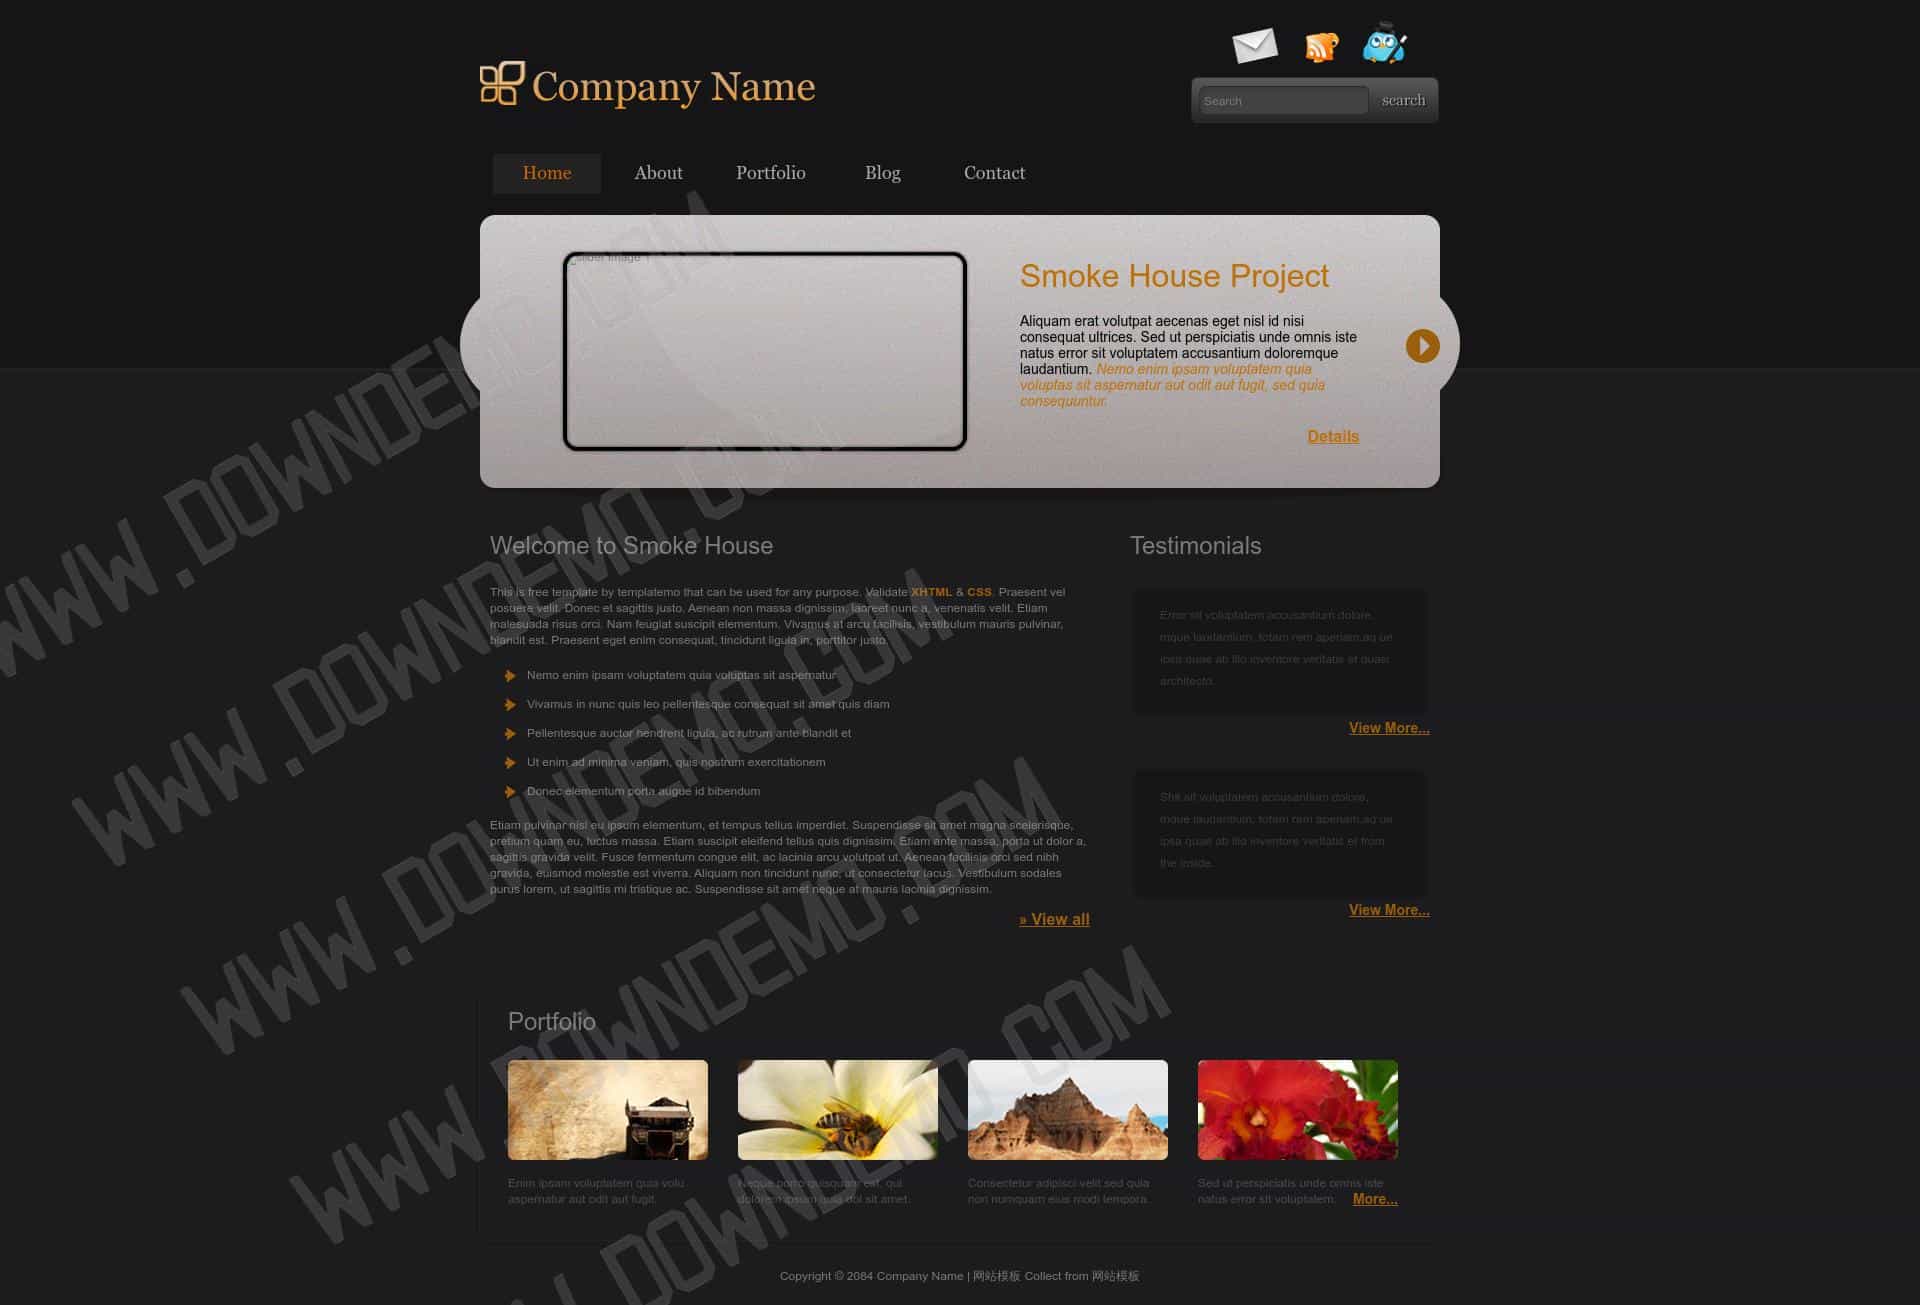 Company Name
Search
search
Home
About
Portfolio
Blog
Contact
slider image 1
Smoke House Project
Aliquam erat volutpat aecenas eget nisl id nisi
consequat ultrices. Sed ut perspiciatis unde omnis iste
natus error sit voluptatem accusantium doloremque
laudantium. Nemo enim ipsam voluptatem quia
voluptas sit aspernatur aut odit aut fugit, sed quia
consequuntur.
Details
Welcome to Smoke House
This is free template by templatemo that can be used for any purpose. Validate XHTML & CSS. Praesent vel
posuere velit. Donec et sagittis justo. Aenean non massa dignissim, laoreet nunc a, venenatis velit. Etiam
malesuada risus orci. Nam feugiat suscipit elementum. Vivamus at arcu facilisis, vestibulum mauris pulvinar,
blandit est. Praesent eget enim consequat, tincidunt ligula in, porttitor justo.
Nemo enim ipsam voluptatem quia voluptas sit aspernatur
Vivamus in nunc quis leo pellentesque consequat sit amet quis diam
Pellentesque auctor hendrerit ligula, ac rutrum ante blandit et
Ut enim ad minima veniam, quis nostrum exercitationem
Donec elementum porta augue id bibendum
Etiam pulvinar nisi eu ipsum elementum, et tempus tellus imperdiet. Suspendisse sit amet magna scelerisque,
pretium quam eu, luctus massa. Etiam suscipit eleifend tellus quis dignissim. Etiam ante massa, porta ut dolor a,
sagittis gravida velit. Fusce fermentum congue elit, ac lacinia arcu volutpat ut. Aenean facilisis orci sed nibh
gravida, euismod molestie est viverra. Aliquam non tincidunt nunc, ut consectetur lacus. Vestibulum sodales
purus lorem, ut sagittis mi tristique ac. Suspendisse sit amet neque at mauris lacinia dignissim.
» View all
Testimonials
Error sit voluptatem accusantium dolore,
mque laudantium, totam rem aperiam,aq ue
ipsa quae ab illo inventore veritatis et quasi
architecto.
View More...
Shit sit voluptatem accusantium dolore,
mque laudantium, totam rem aperiam,aq ue
ipsa quae ab illo inventore veritatis et from
the inside.
View More...
Portfolio
Enim ipsam voluptatem quia volu
aspernatur aut odit aut fugit.
Neque porro quisquam est, qui
dolorem ipsum quia dol sit amet.
Consectetur adipisci velit sed quia
non numquam eius modi tempora.
Sed ut perspiciatis unde omnis iste
natus error sit voluptatem. More...
Copyright © 2084 Company Name | 网站模板 Collect from 网站模板
WWW.DOWNDEMO.COM
WWW.DOWNDEMO.COM
WWW.DOWNDEMO.COM
WWW.DOWNDEMO.COM
W.DOWNDEMO.COM